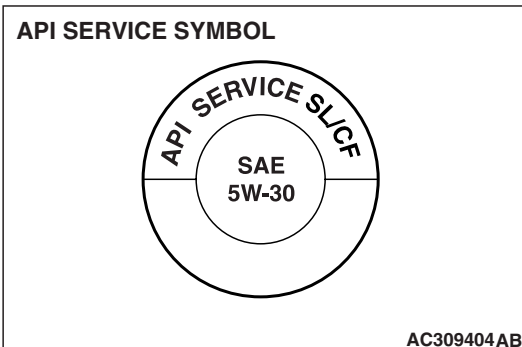 API SERVICE SYMBOL
API SERVICE SL/CF
SAE
5W-30
AC309404AB